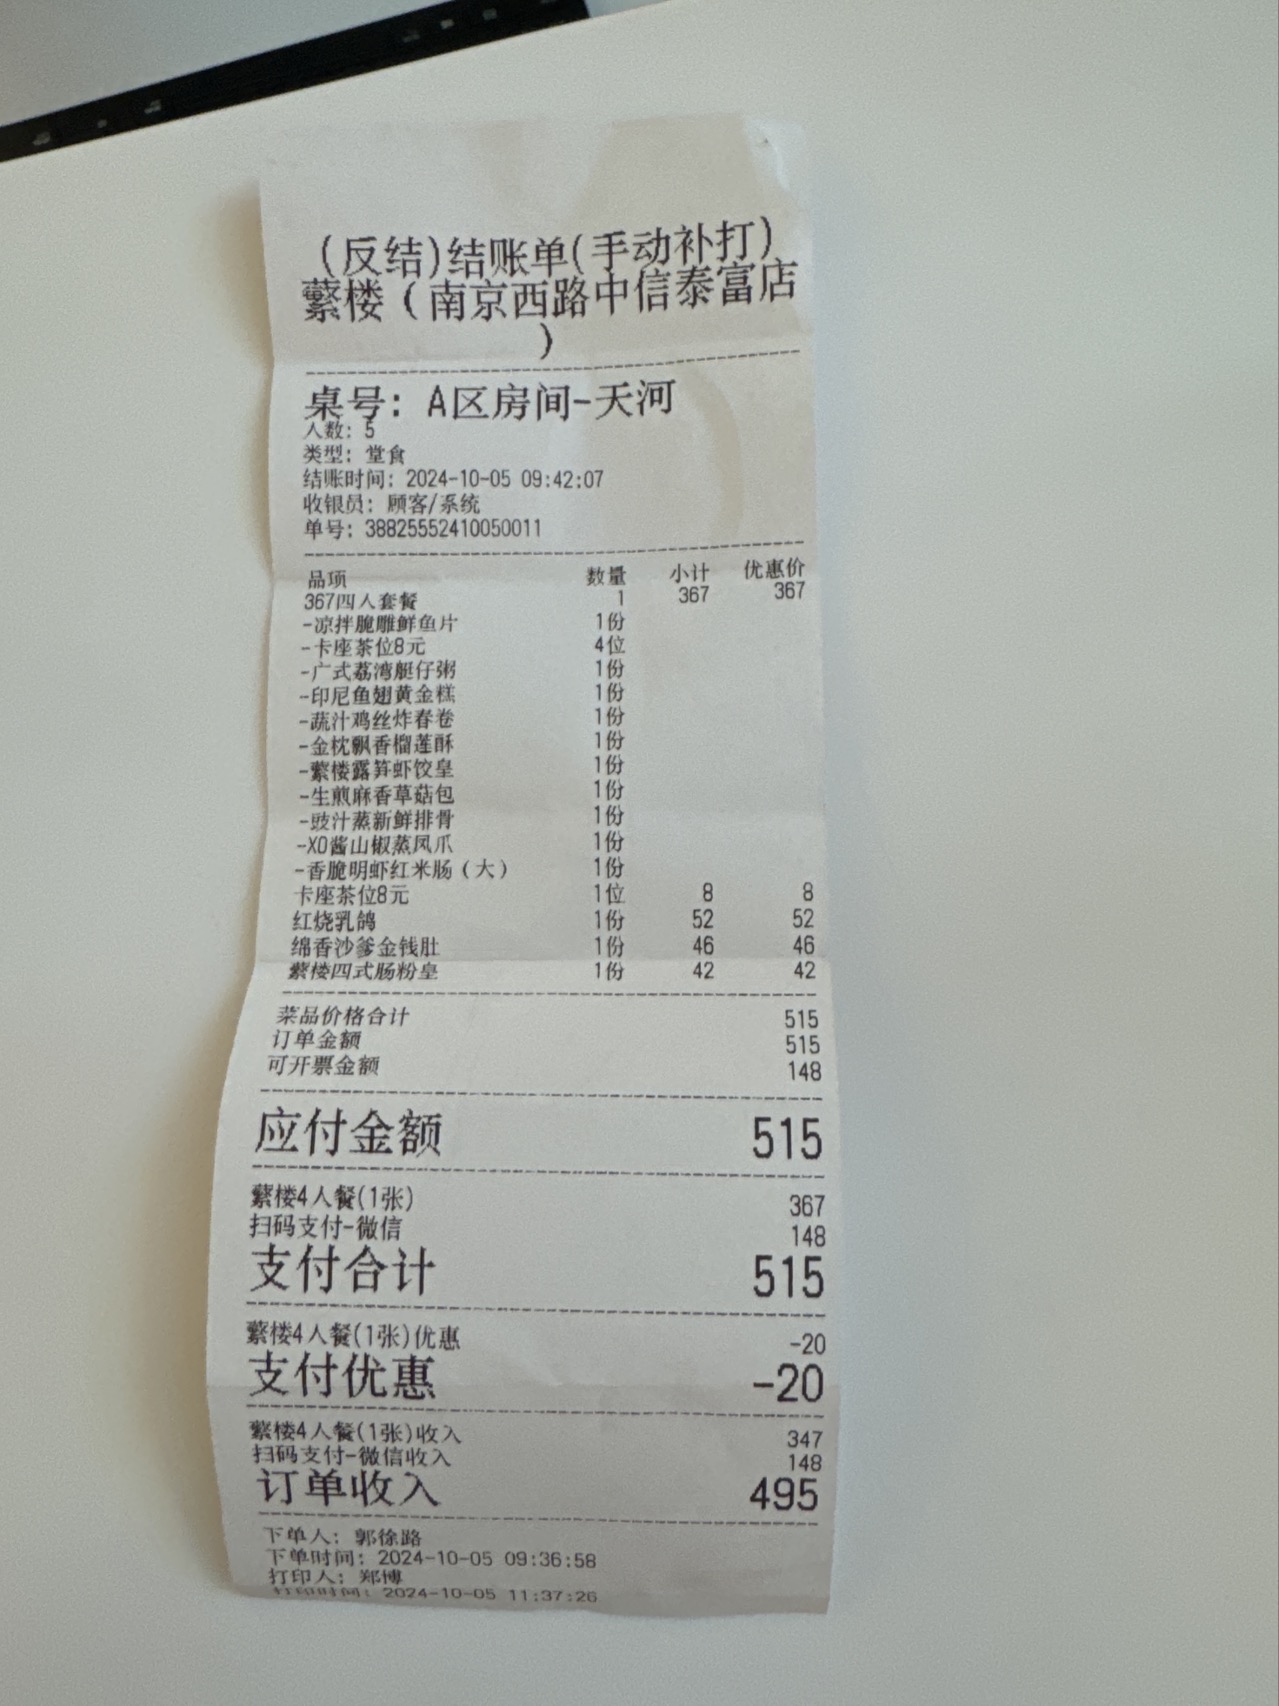 (反结)结账单(手动补打)
蘩楼（南京西路中信泰富店
）
桌号: A区房间-天河
人数: 5
类型: 堂食
结账时间: 2024-10-05 09:42:07
收银员: 顾客/系统
单号: 38825552410050011
品项 数量 小计 优惠价
367四人套餐 1 367 367
-凉拌脆雕鲜鱼片 1份
-卡座茶位8元 4位
-广式荔湾艇仔粥 1份
-印尼鱼翅黄金糕 1份
-蔬汁鸡丝炸春卷 1份
-金枕飘香榴莲酥 1份
-蘩楼露笋虾饺皇 1份
-生煎麻香草菇包 1份
-豉汁蒸新鲜排骨 1份
-XO酱山椒蒸凤爪 1份
-香脆明虾红米肠（大） 1份
卡座茶位8元 1位 8 8
红烧乳鸽 1份 52 52
绵香沙爹金钱肚 1份 46 46
蘩楼四式肠粉皇 1份 42 42
菜品价格合计 515
订单金额 515
可开票金额 148
应付金额 515
蘩楼4人餐(1张) 367
扫码支付-微信 148
支付合计 515
蘩楼4人餐(1张)优惠 -20
支付优惠 -20
蘩楼4人餐(1张)收入 347
扫码支付-微信收入 148
订单收入 495
下单人: 郭徐路
下单时间: 2024-10-05 09:36:58
打印人: 郑博
打印时间: 2024-10-05 11:37:26